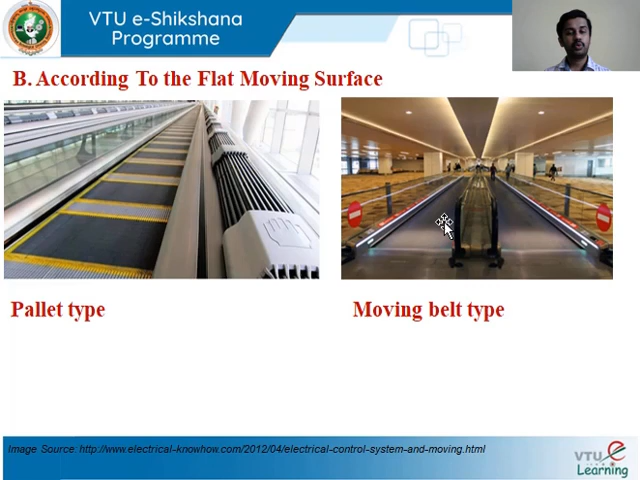 VTU e-Shikshana
Programme
B. According To the Flat Moving Surface
Pallet type
Moving belt type
Image Source: http://www.electrical-knowhow.com/2012/04/electrical-control-system-and-moving.html
VTU e
Learning